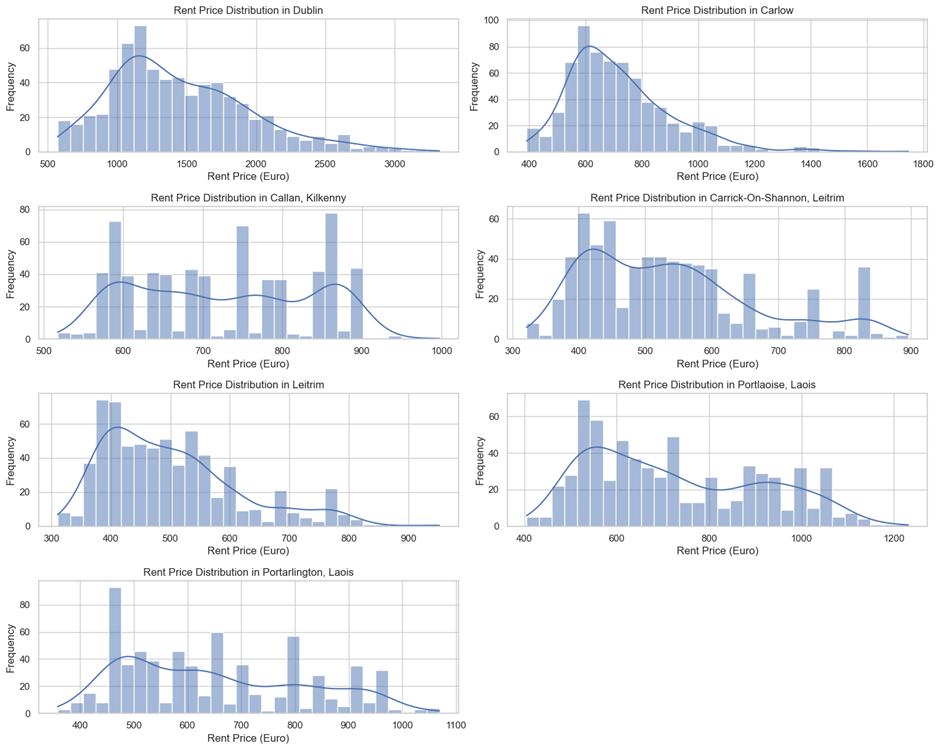 Rent Price Distribution in Dublin
Frequency
60
40
20
0
500 1000 1500 2000 2500 3000
Rent Price (Euro)
Rent Price Distribution in Carlow
Frequency
100
80
60
40
20
0
400 600 800 1000 1200 1400 1600 1800
Rent Price (Euro)
Rent Price Distribution in Callan, Kilkenny
Frequency
80
60
40
20
0
500 600 700 800 900 1000
Rent Price (Euro)
Rent Price Distribution in Carrick-On-Shannon, Leitrim
Frequency
60
40
20
0
300 400 500 600 700 800 900
Rent Price (Euro)
Rent Price Distribution in Leitrim
Frequency
60
40
20
0
300 400 500 600 700 800 900
Rent Price (Euro)
Rent Price Distribution in Portlaoise, Laois
Frequency
60
40
20
0
400 600 800 1000 1200
Rent Price (Euro)
Rent Price Distribution in Portarlington, Laois
Frequency
80
60
40
20
0
400 500 600 700 800 900 1000 1100
Rent Price (Euro)